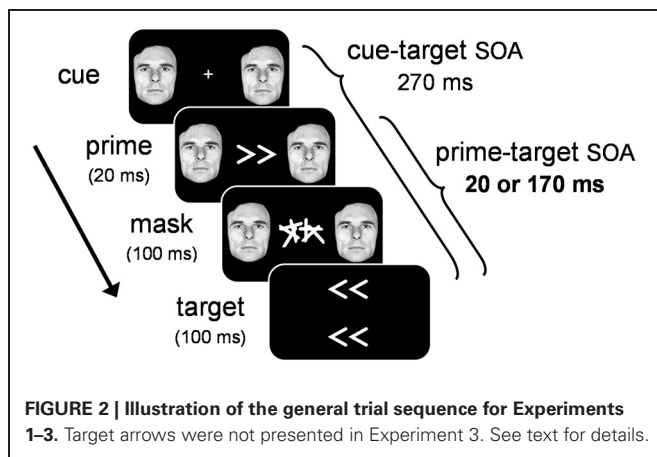 cue
+
cue-target SOA
270 ms
prime
(20 ms)
>>
prime-target SOA
20 or 170 ms
mask
(100 ms)
target
(100 ms)
<<
<<
FIGURE 2 | Illustration of the general trial sequence for Experiments
1–3. Target arrows were not presented in Experiment 3. See text for details.